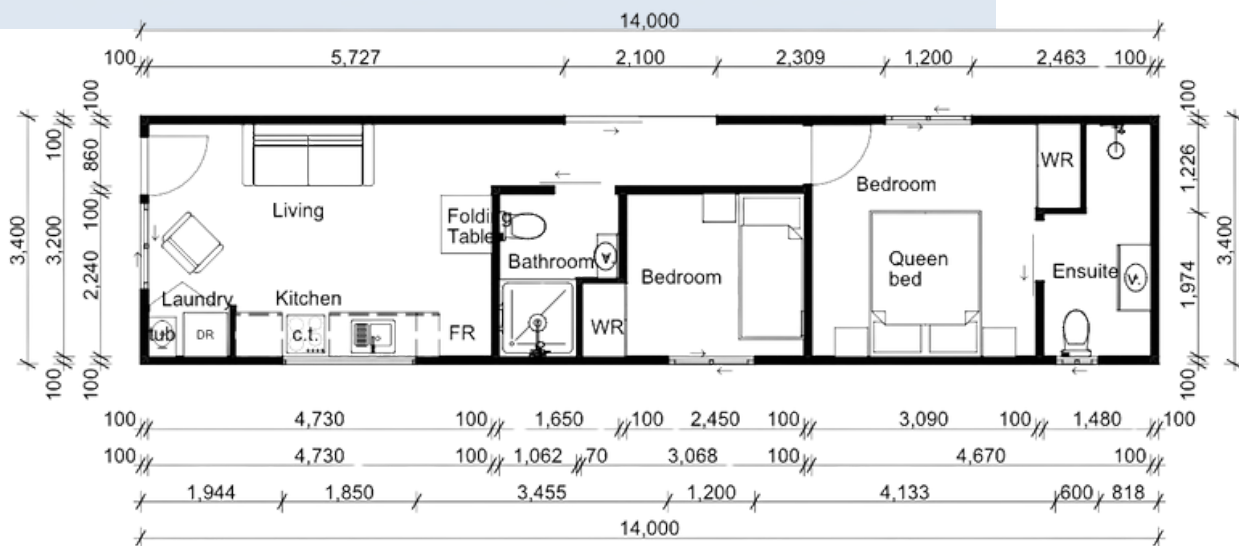 14,000
100 5,727 2,100 2,309 1,200 2,463 100
3,400
100 3,200 100
100 860 100 2,240 100
Living
Folding
Table
Bathroom
Laundry
Kitchen
tub
DR
c.t.
FR
WR
Bedroom
Bedroom
Queen
bed
WR
Ensuite
V.
100 1,226 1,974 100
3,400
100 4,730 100 1,650 100 2,450 100 3,090 100 1,480 100
100 4,730 100 1,062 70 3,068 100 4,670 100
1,944 1,850 3,455 1,200 4,133 600 818
14,000